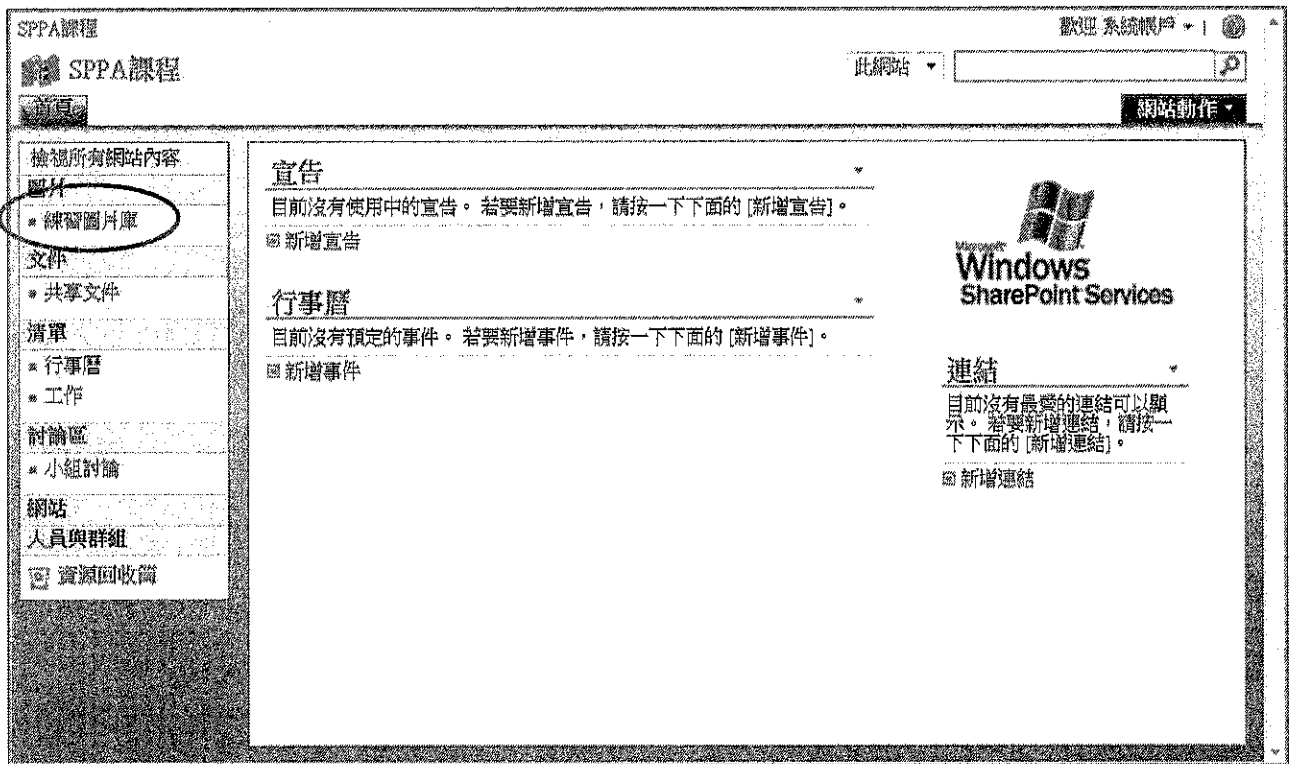 SPPA課程
歡迎 系統帳戶
SPPA課程
此網站
首頁
網站動作
檢視所有網站內容
圖片
練習圖片庫
文件
共享文件
清單
行事曆
工作
討論區
小組討論
網站
人員與群組
資源回收筒
宣告
目前沒有使用中的宣告。 若要新增宣告，請按一下下面的 [新增宣告]。
新增宣告
行事曆
目前沒有預定的事件。 若要新增事件，請按一下下面的 [新增事件]。
新增事件
Microsoft
Windows
SharePoint Services
連結
目前沒有最愛的連結可以顯
示。 若要新增連結，請按一
下下面的 [新增連結]。
新增連結